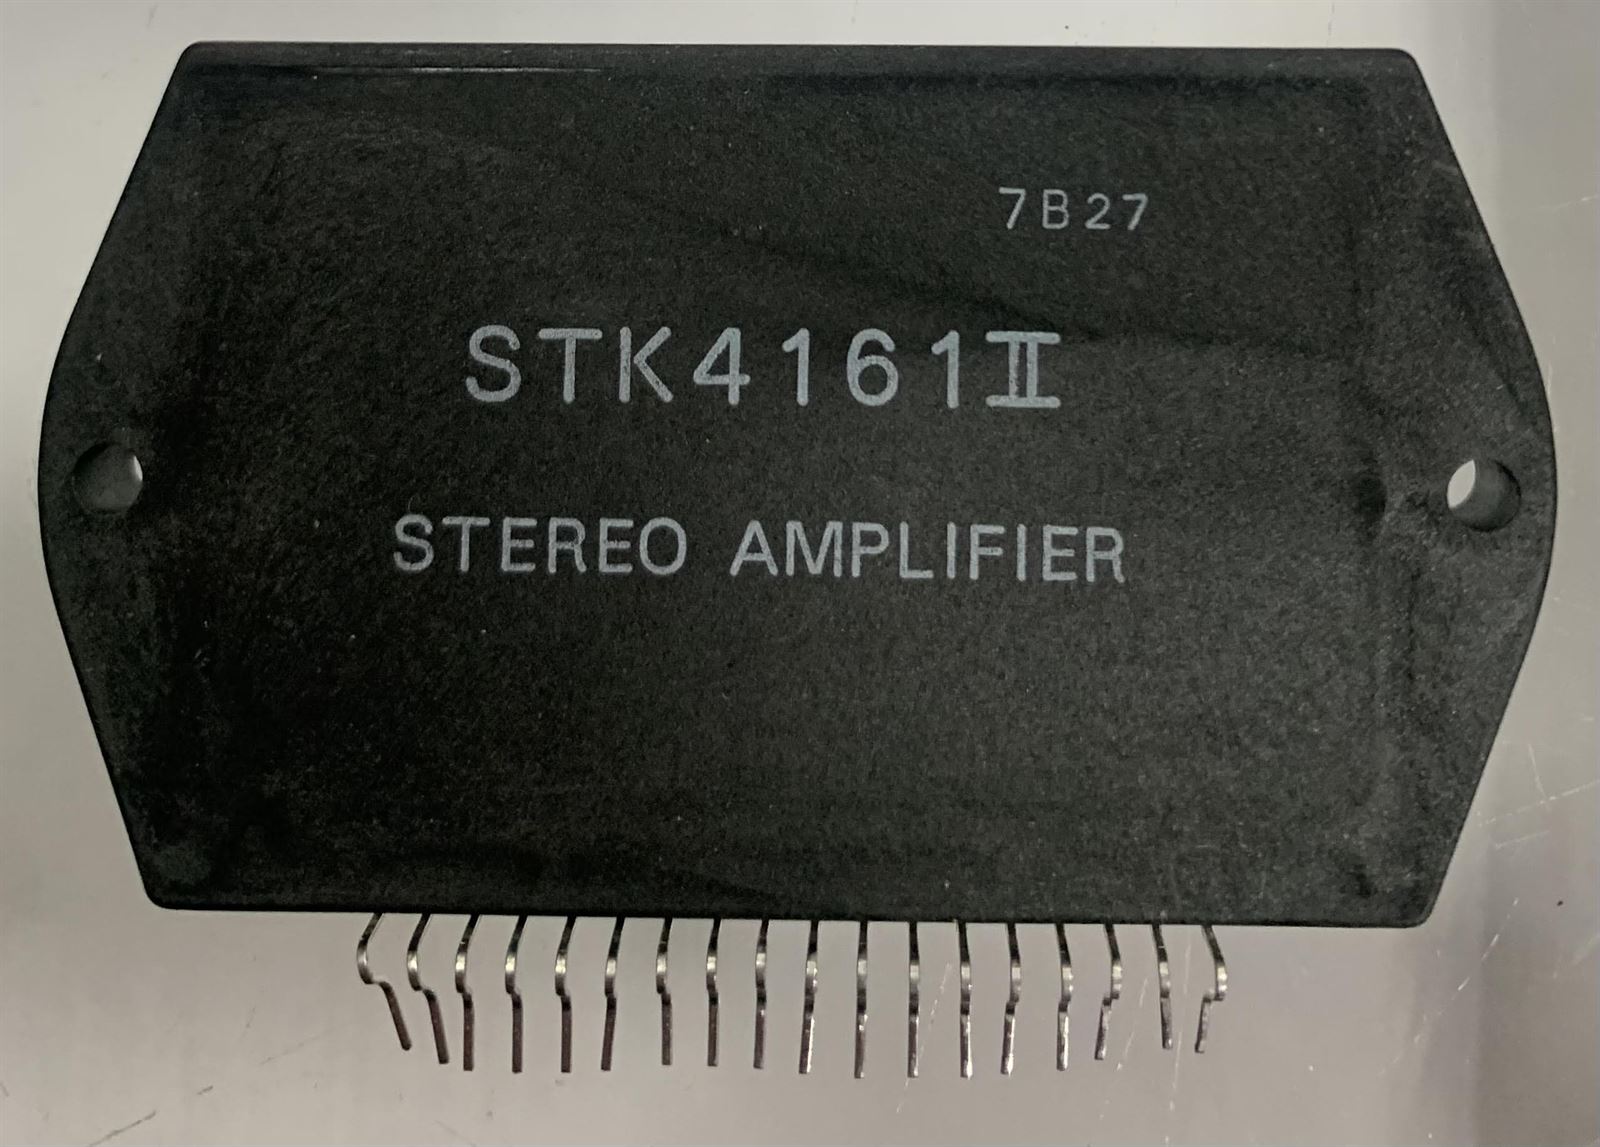 7B27
STK4161II
STEREO AMPLIFIER